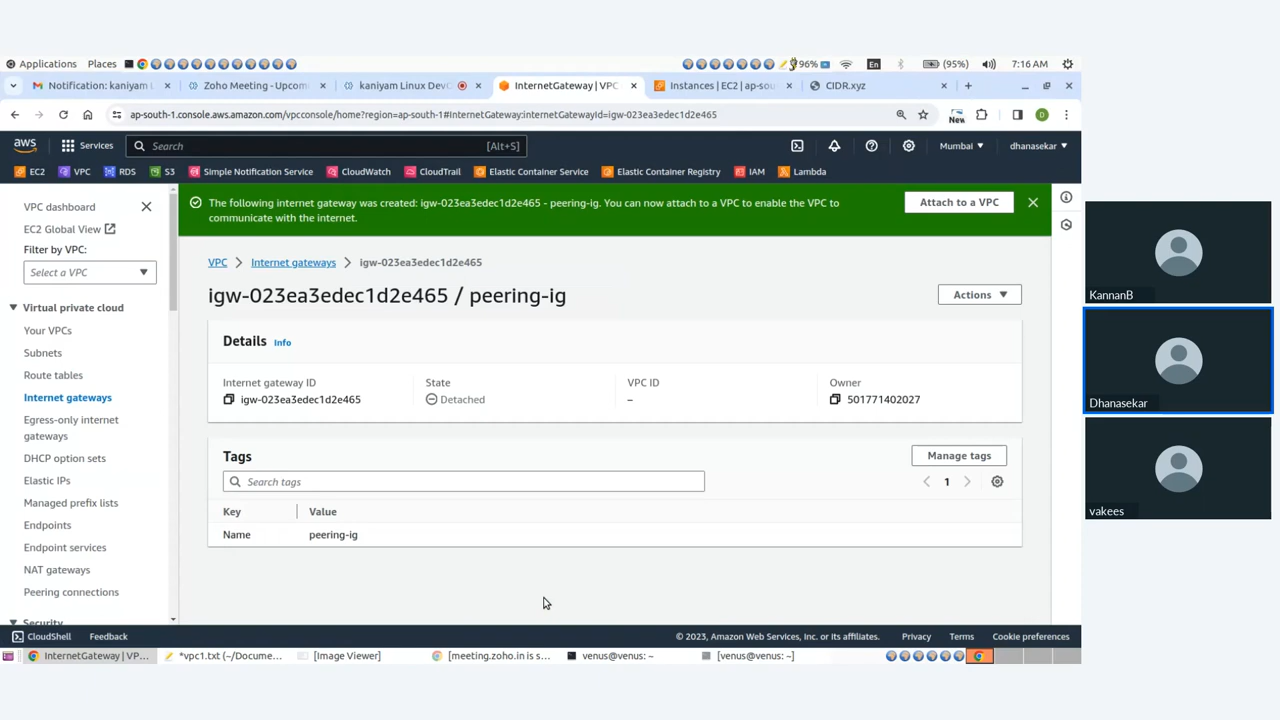 Applications Places 96% En (95%) 7:16 AM
Notification: kaniyam L Zoho Meeting - Upcom kaniyam Linux DevO InternetGateway | VPC Instances | EC2 | ap-sou CIDR.xyz
ap-south-1.console.aws.amazon.com/vpcconsole/home?region=ap-south-1#InternetGateway:internetGatewayId=igw-023ea3edec1d2e465 New D
aws Services Search [Alt+S] Mumbai dhanasekar
EC2 VPC RDS S3 Simple Notification Service CloudWatch CloudTrail Elastic Container Service Elastic Container Registry IAM Lambda
VPC dashboard
EC2 Global View
Filter by VPC:
Select a VPC
Virtual private cloud
Your VPCs
Subnets
Route tables
Internet gateways
Egress-only internet
gateways
DHCP option sets
Elastic IPs
Managed prefix lists
Endpoints
Endpoint services
NAT gateways
Peering connections
Security
The following internet gateway was created: igw-023ea3edec1d2e465 - peering-ig. You can now attach to a VPC to enable the VPC to
communicate with the internet.
Attach to a VPC
VPC Internet gateways igw-023ea3edec1d2e465
igw-023ea3edec1d2e465 / peering-ig
Actions
Details Info
Internet gateway ID State VPC ID Owner
igw-023ea3edec1d2e465 Detached – 501771402027
Tags
Manage tags
Search tags
1
Key Value
Name peering-ig
CloudShell Feedback © 2023, Amazon Web Services, Inc. or its affiliates. Privacy Terms Cookie preferences
InternetGateway | VP... *vpc1.txt (~/Docume... [Image Viewer] [meeting.zoho.in is s... venus@venus: ~ [venus@venus: ~]
KannanB
Dhanasekar
vakees